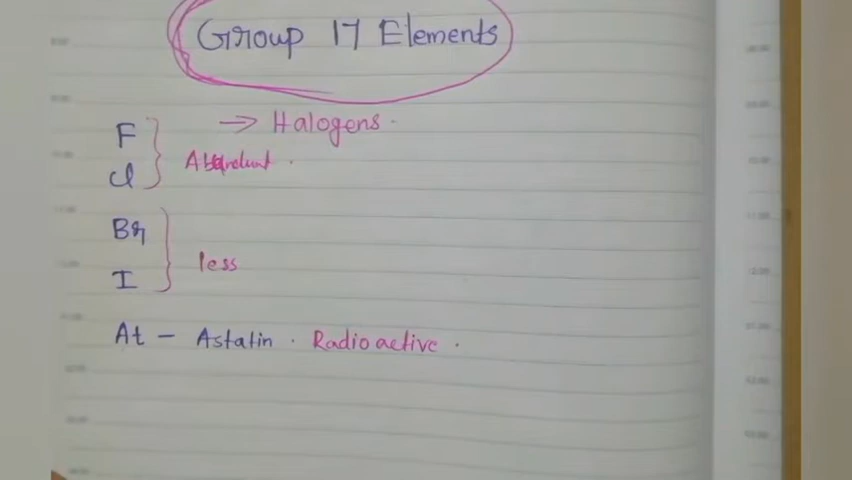 Group 17 Elements
→ Halogens.
F
Abundant.
Cl
Br
less
I
At - Astatin. Radioactive.